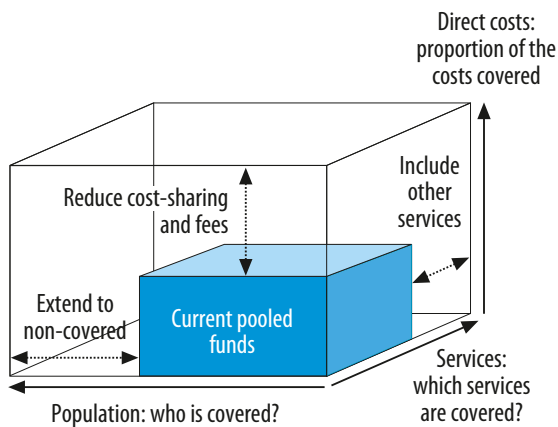 Direct costs:
proportion of the
costs covered
Include
other
services
Reduce cost-sharing
and fees
Extend to
non-covered
Current pooled
funds
Services:
which services
are covered?
Population: who is covered?